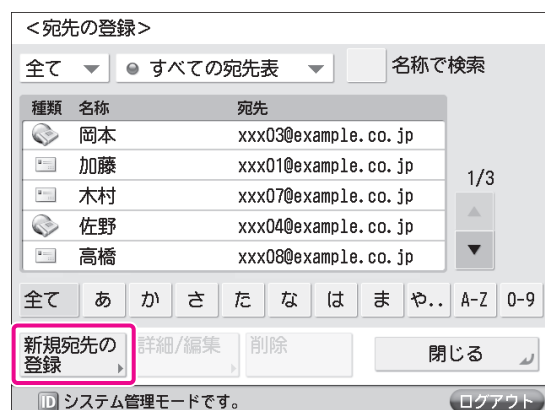 <宛先の登録>
全て すべての宛先表 名称で検索
種類 名称 宛先
岡本 xxx03@example.co.jp
加藤 xxx01@example.co.jp
木村 xxx07@example.co.jp
佐野 xxx04@example.co.jp
高橋 xxx08@example.co.jp
1/3
全て あ か さ た な は ま や.. A-Z 0-9
新規宛先の
登録
詳細/編集 削除 閉じる
ID システム管理モードです。 ログアウト